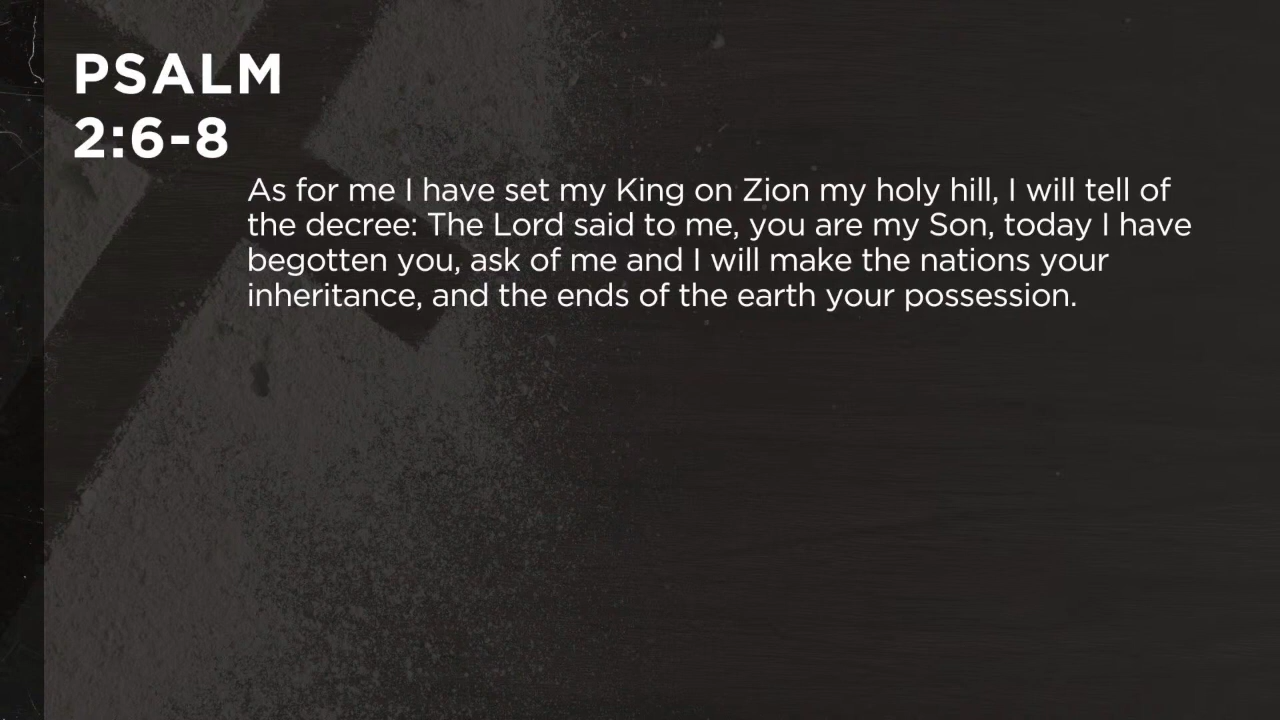 PSALM
2:6-8
As for me I have set my King on Zion my holy hill, I will tell of
the decree: The Lord said to me, you are my Son, today I have
begotten you, ask of me and I will make the nations your
inheritance, and the ends of the earth your possession.